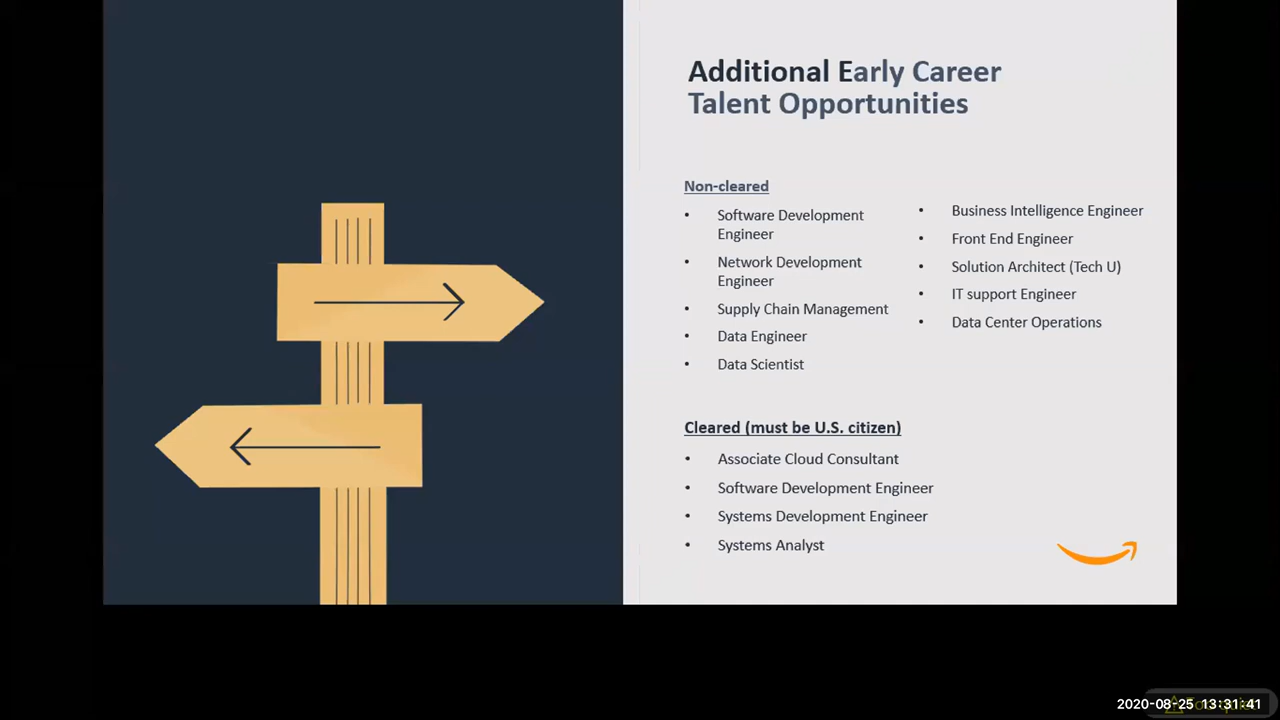 Additional Early Career
Talent Opportunities
Non-cleared
• Software Development
Engineer
• Network Development
Engineer
• Supply Chain Management
• Data Engineer
• Data Scientist
• Business Intelligence Engineer
• Front End Engineer
• Solution Architect (Tech U)
• IT support Engineer
• Data Center Operations
Cleared (must be U.S. citizen)
• Associate Cloud Consultant
• Software Development Engineer
• Systems Development Engineer
• Systems Analyst
2020-08-25 13:31:41